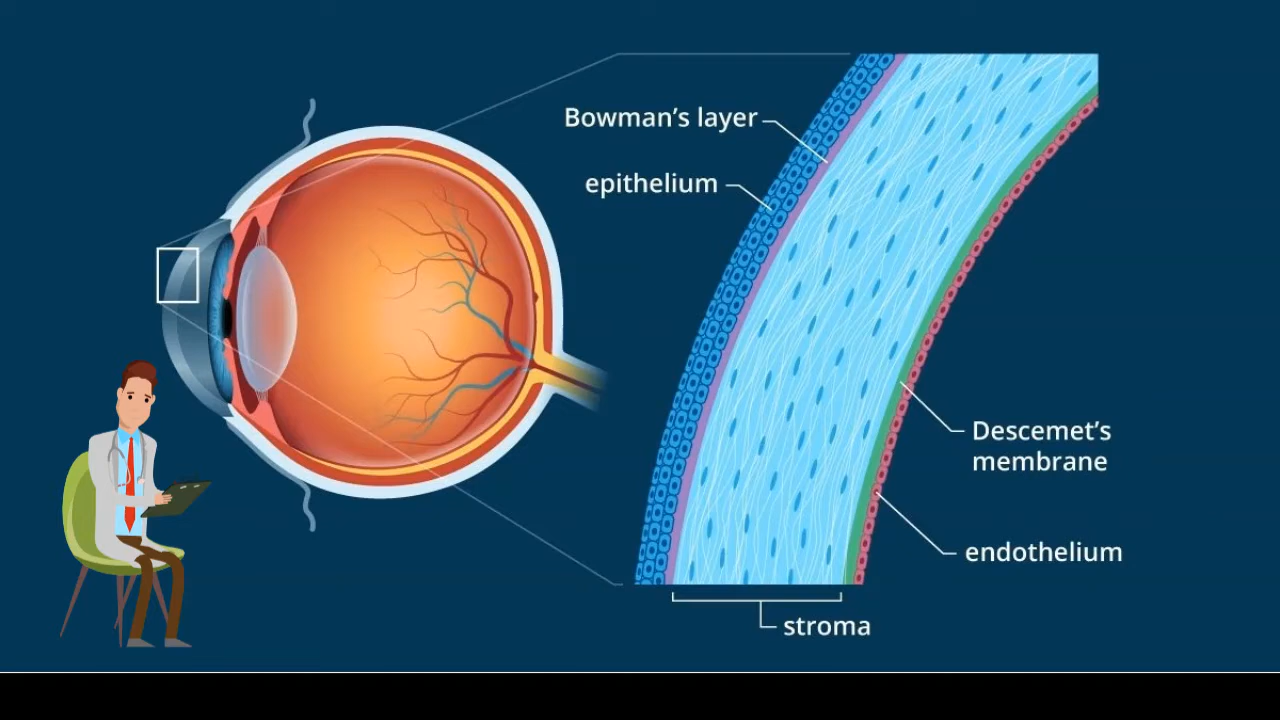 Bowman’s layer
epithelium
Descemet’s
membrane
endothelium
stroma